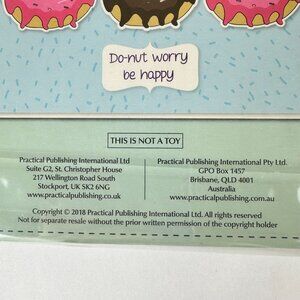 Do-nut worry
be happy
THIS IS NOT A TOY
Practical Publishing International Ltd
Suite G2, St. Christopher House
217 Wellington Road South
Stockport, UK SK2 6NG
www.practicalpublishing.co.uk
Practical Publishing International Pty Ltd.
GPO Box 1457
Brisbane, QLD 4001
Australia
www.practicalpublishing.com.au
Copyright © 2018 Practical Publishing International Ltd. All rights reserved
Not for separate resale without the prior written permission of the copyright holder